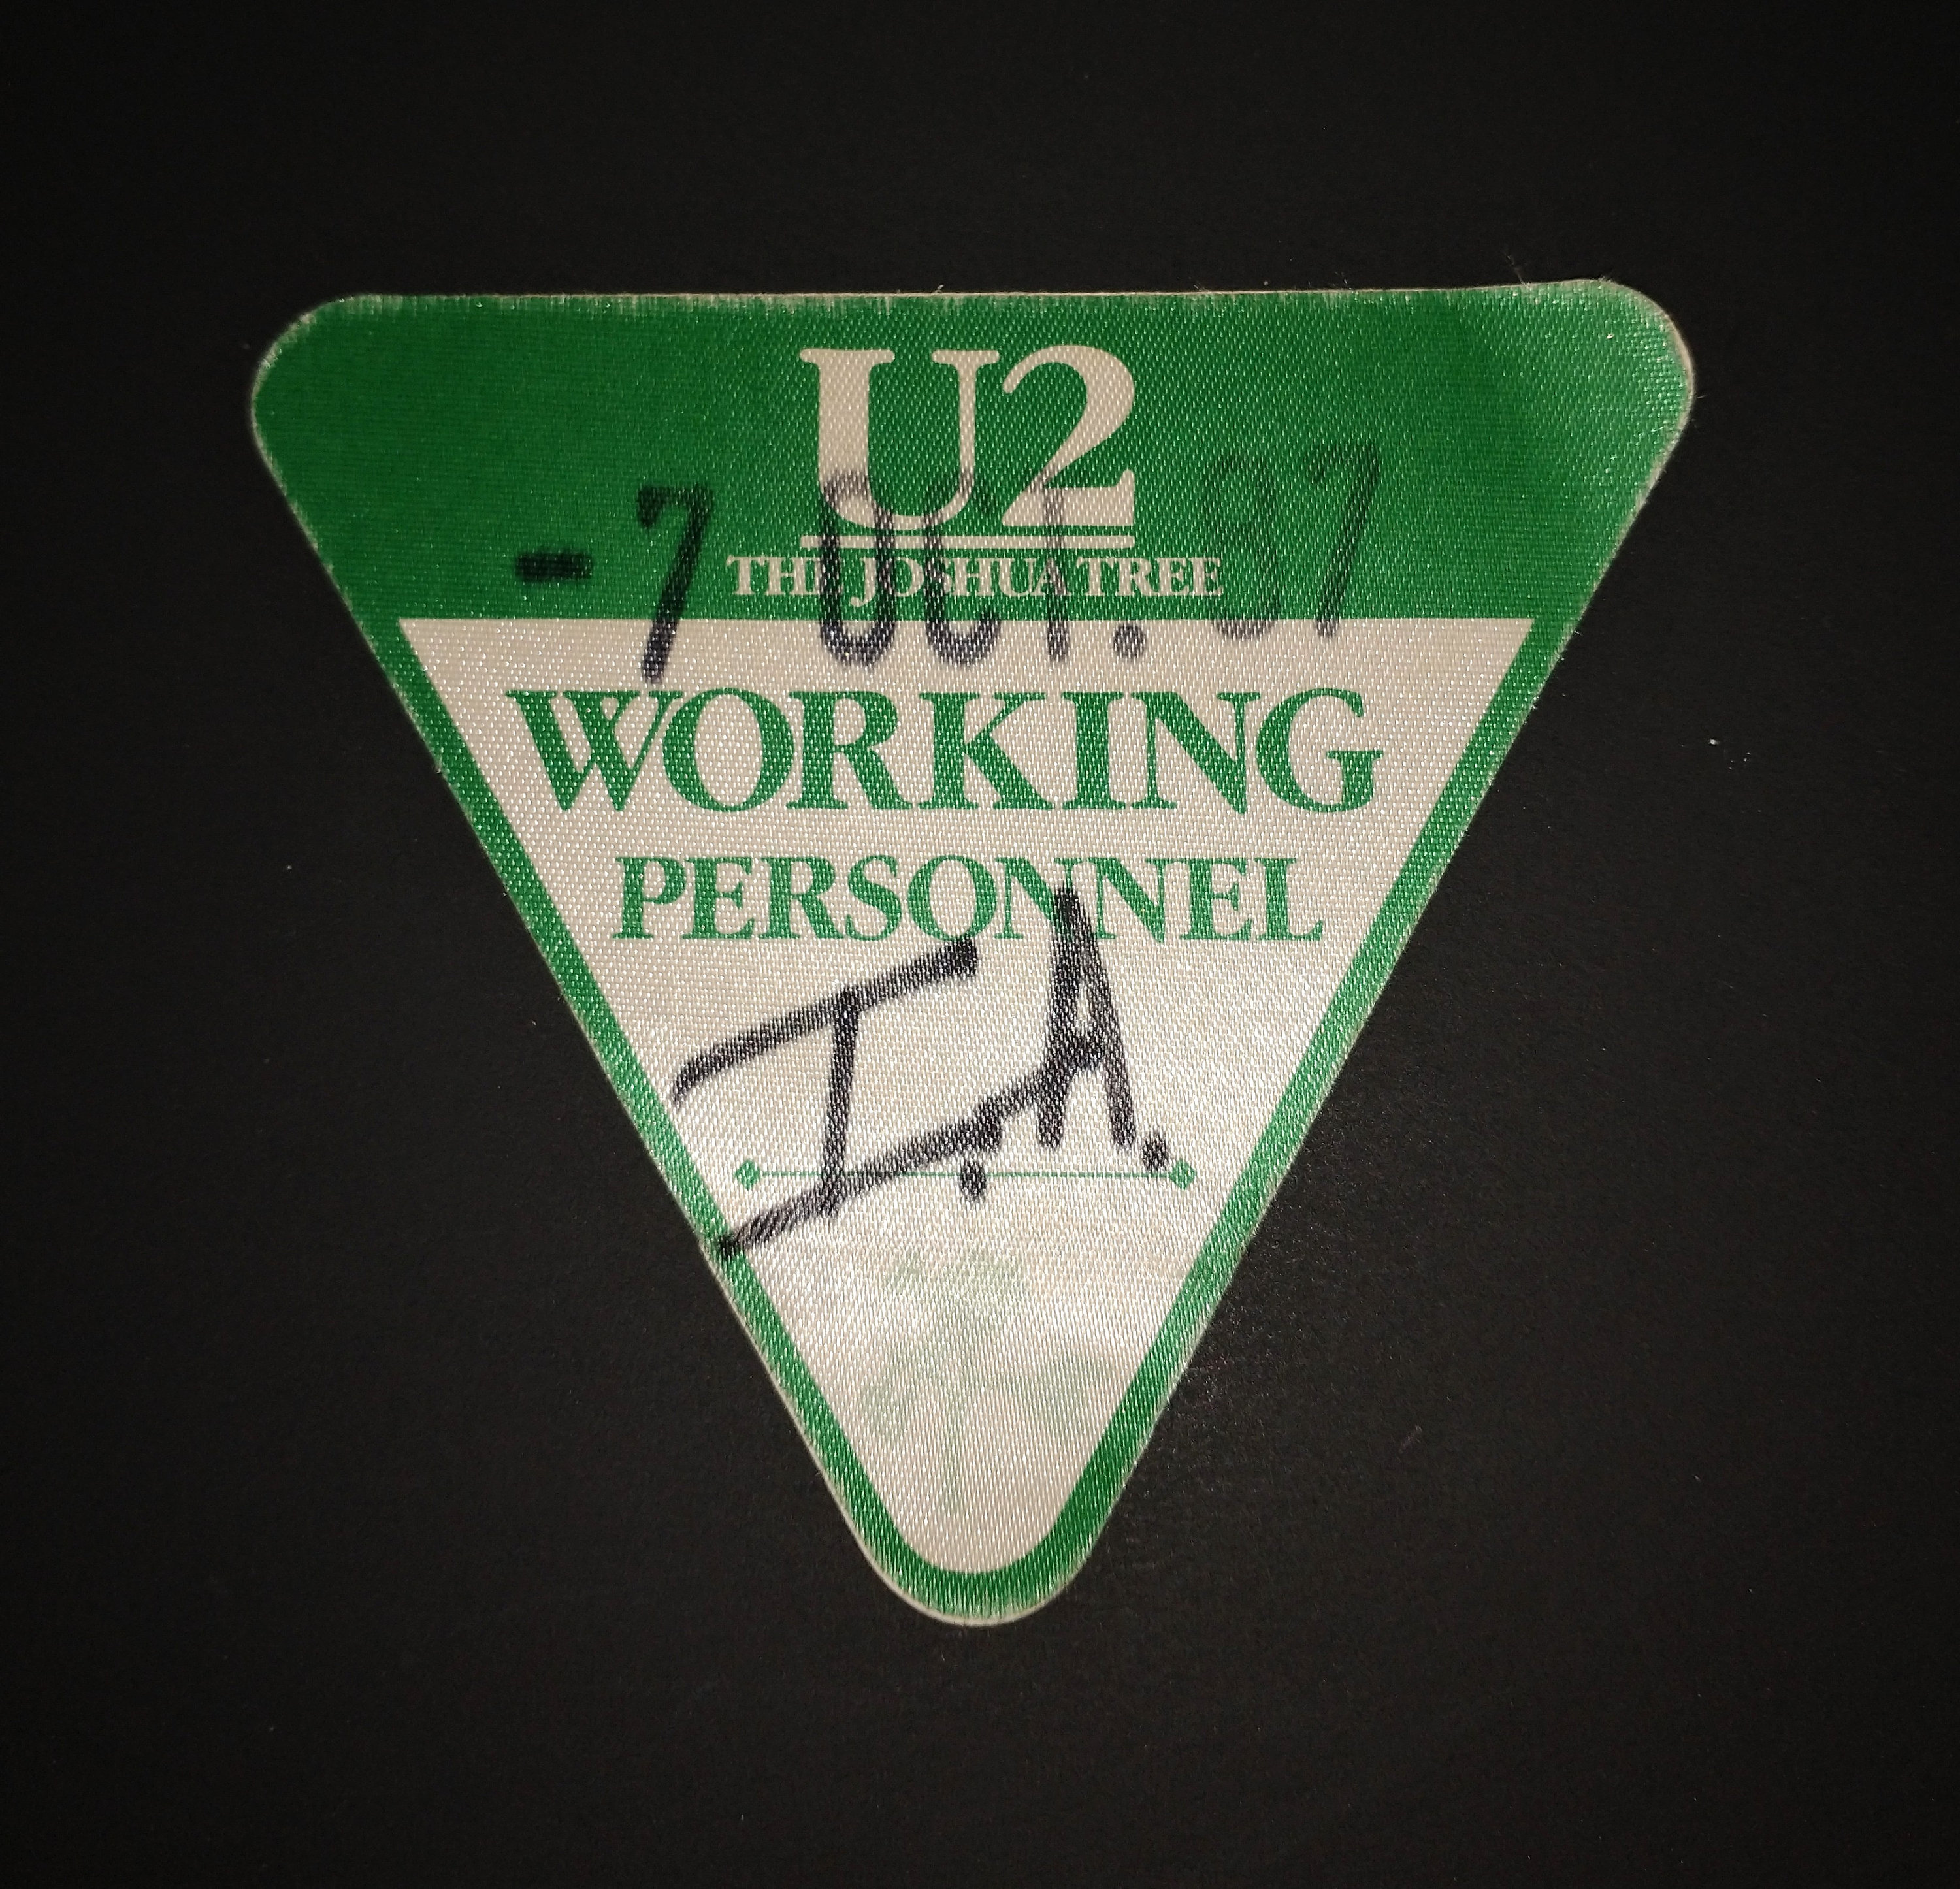 U2
THE JOSHUA TREE
-7 OCT. 87
WORKING
PERSONNEL
I.A.